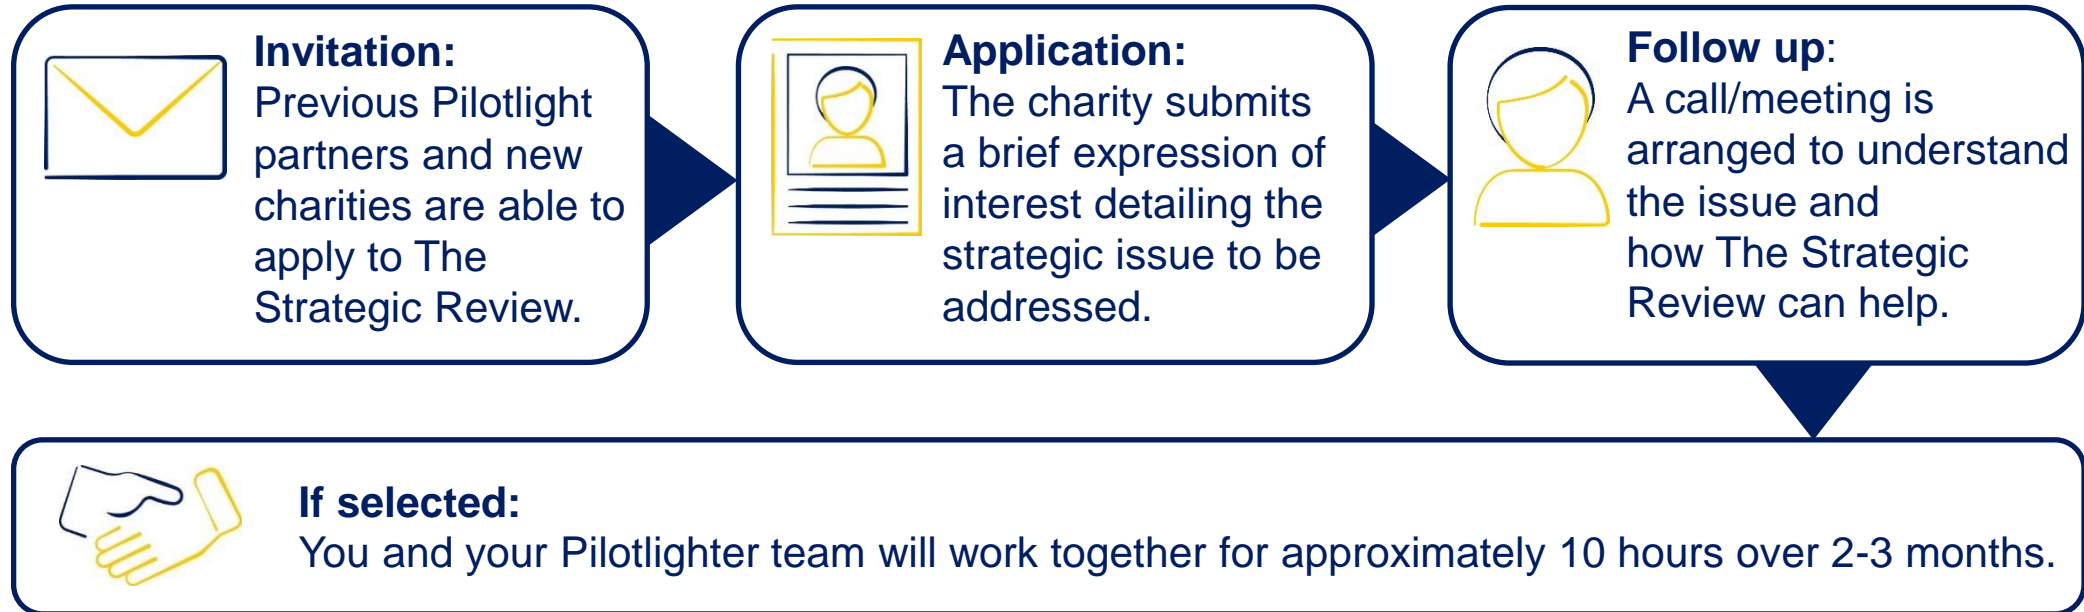 Invitation:
Previous Pilotlight
partners and new
charities are able to
apply to The
Strategic Review.
Application:
The charity submits
a brief expression of
interest detailing the
strategic issue to be
addressed.
Follow up:
A call/meeting is
arranged to understand
the issue and
how The Strategic
Review can help.
If selected:
You and your Pilotlighter team will work together for approximately 10 hours over 2-3 months.